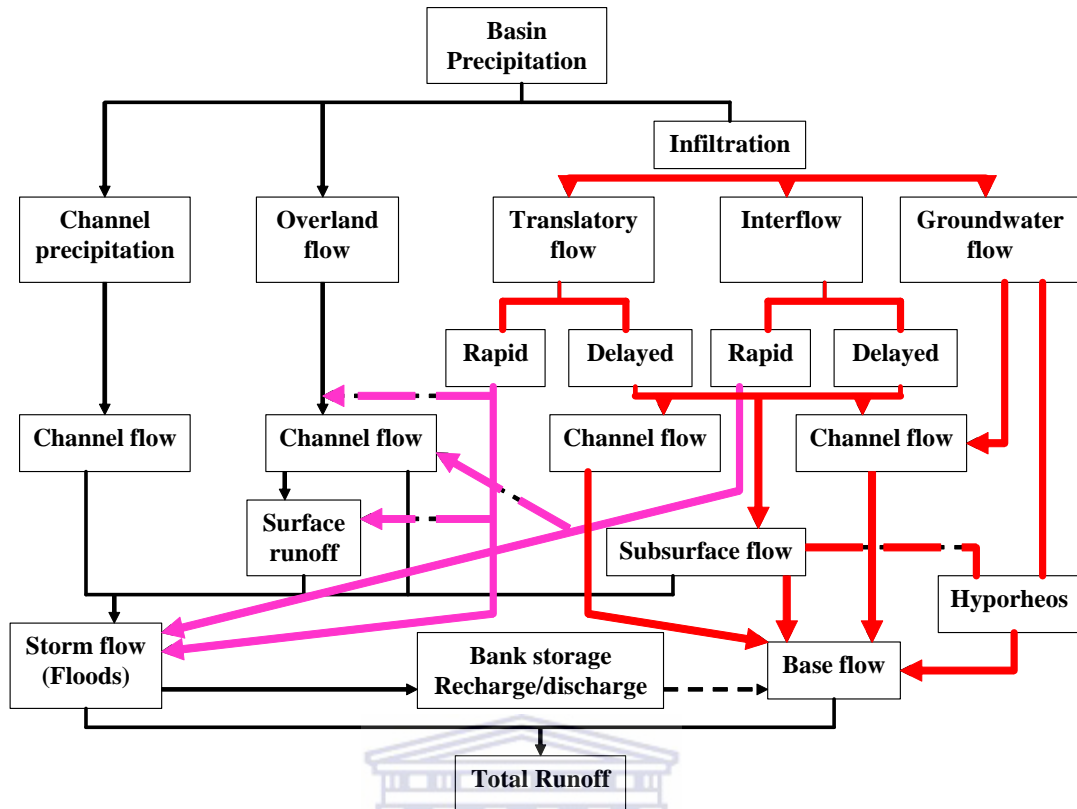 Basin
Precipitation
Infiltration
Channel
precipitation
Overland
flow
Translatory
flow
Interflow
Groundwater
flow
Rapid
Delayed
Rapid
Delayed
Channel flow
Channel flow
Channel flow
Channel flow
Surface
runoff
Subsurface flow
Hyporheos
Storm flow
(Floods)
Bank storage
Recharge/discharge
Base flow
Total Runoff